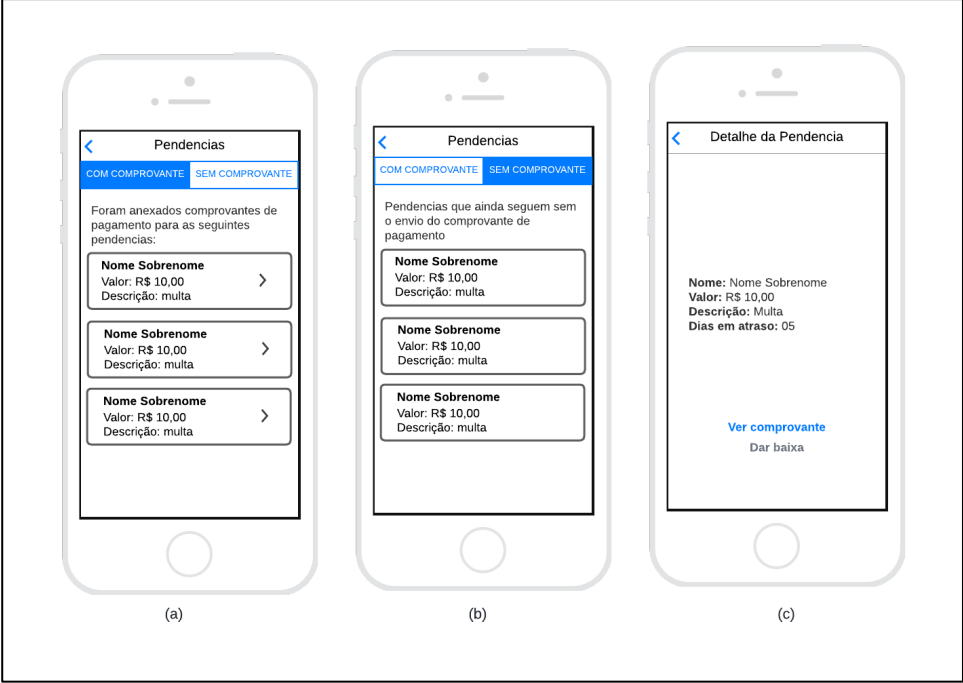 Pendencias
COM COMPROVANTE SEM COMPROVANTE
Foram anexados comprovantes de
pagamento para as seguintes
pendencias:
Nome Sobrenome
Valor: R$ 10,00
Descrição: multa
Nome Sobrenome
Valor: R$ 10,00
Descrição: multa
Nome Sobrenome
Valor: R$ 10,00
Descrição: multa
(a)
Pendencias
COM COMPROVANTE SEM COMPROVANTE
Pendencias que ainda seguem sem
o envio do comprovante de
pagamento
Nome Sobrenome
Valor: R$ 10,00
Descrição: multa
Nome Sobrenome
Valor: R$ 10,00
Descrição: multa
Nome Sobrenome
Valor: R$ 10,00
Descrição: multa
(b)
Detalhe da Pendencia
Nome: Nome Sobrenome
Valor: R$ 10,00
Descrição: Multa
Dias em atraso: 05
Ver comprovante
Dar baixa
(c)